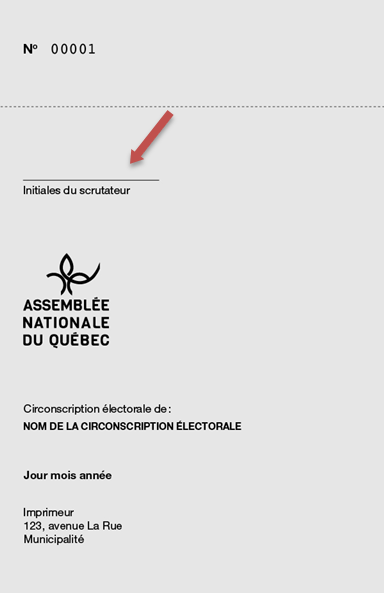 Nº 00001
Initiales du scrutateur
ASSEMBLÉE
NATIONALE
DU QUÉBEC
Circonscription électorale de :
NOM DE LA CIRCONSCRIPTION ÉLECTORALE
Jour mois année
Imprimeur
123, avenue La Rue
Municipalité